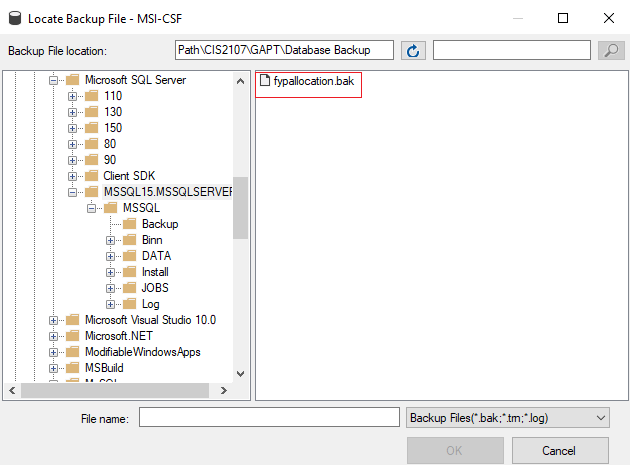 Locate Backup File - MSI-CSF
Backup File location:
Path\CIS2107\GAPT\Database Backup
Microsoft SQL Server
110
130
150
80
90
Client SDK
MSSQL15.MSSQLSERVER
MSSQL
Backup
Binn
DATA
Install
JOBS
Log
Microsoft Visual Studio 10.0
Microsoft.NET
ModifiableWindowsApps
MSBuild
fypallocation.bak
File name:
Backup Files(*.bak;*.trn;*.log)
OK
Cancel